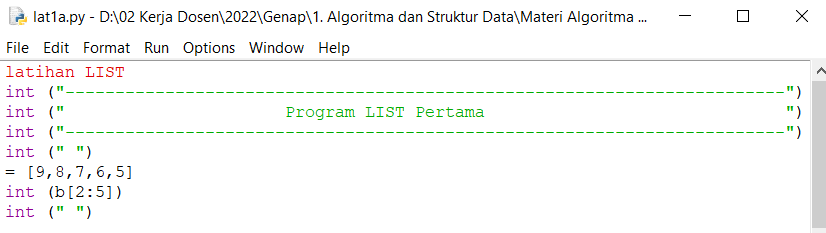 lat1a.py - D:\02 Kerja Dosen\2022\Genap\1. Algoritma dan Struktur Data\Materi Algoritma ...
File Edit Format Run Options Window Help
latihan LIST
int ("------------------------------------------------------------------------")
int ("                      Program LIST Pertama                              ")
int ("------------------------------------------------------------------------")
int (" ")
= [9,8,7,6,5]
int (b[2:5])
int (" ")